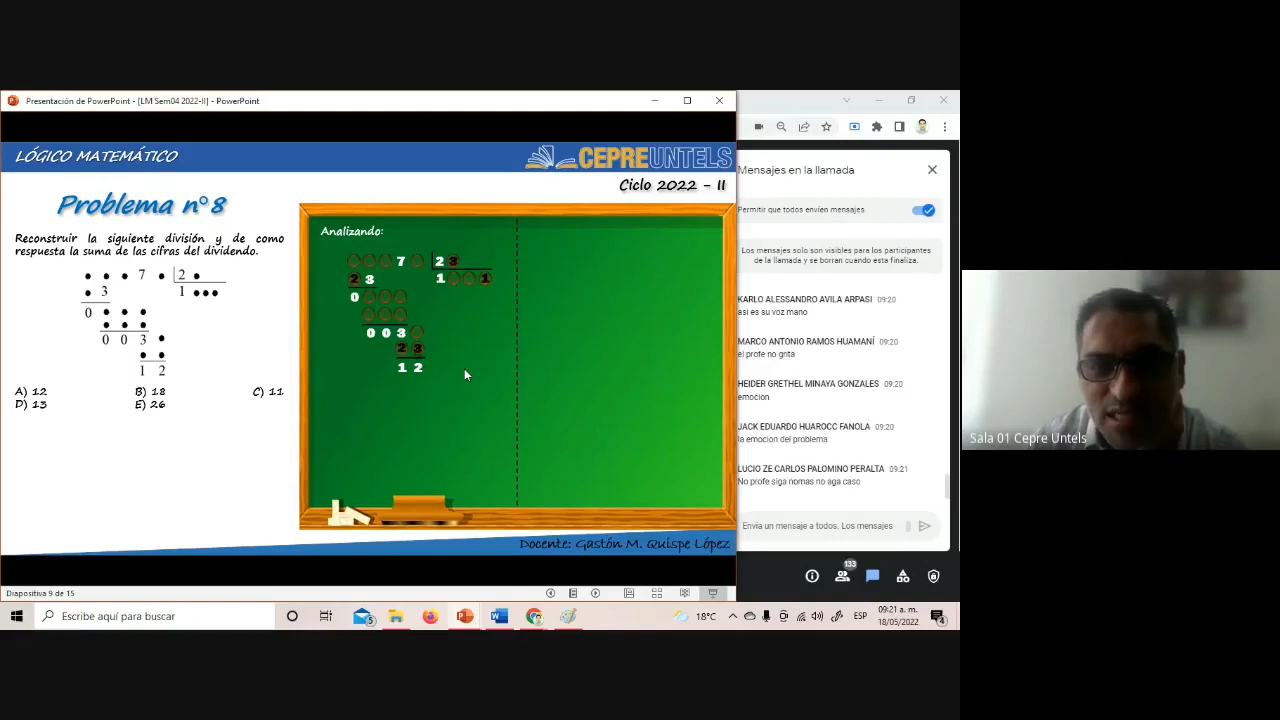 Presentación de PowerPoint - [LM Sem04 2022-II] - PowerPoint
LÓGICO MATEMÁTICO
CEPREUNTELS
Ciclo 2022 - II
Problema n° 8
Reconstruir la siguiente división y de como
respuesta la suma de las cifras del dividendo.
• • • 7 • 2 •
• 3 1 • • •
0 • • •
• • •
0 0 3 •
• •
1 2
A) 12 B) 18 C) 11
D) 13 E) 26
Analizando:
7 2 3
2 3 1 1
0
0 0 3
2 3
1 2
Docente: Gastón M. Quispe López
Diapositiva 9 de 15
Mensajes en la llamada
Permitir que todos envíen mensajes
Los mensajes solo son visibles para los participantes
de la llamada y se borran cuando esta finaliza.
KARLO ALESSANDRO AVILA ARPASI 09:20
asi es su voz mano
MARCO ANTONIO RAMOS HUAMANÍ 09:20
el profe no grita
HEIDER GRETHEL MINAYA GONZALES 09:20
emocion
JACK EDUARDO HUAROCC FANOLA 09:20
la emocion del problema
LUCIO ZE CARLOS PALOMINO PERALTA 09:21
No profe siga nomas no aga caso
Envía un mensaje a todos. Los mensajes
133
Sala 01 Cepre Untels
Escribe aquí para buscar
5
18°C
ESP
09:21 a. m.
18/05/2022
4